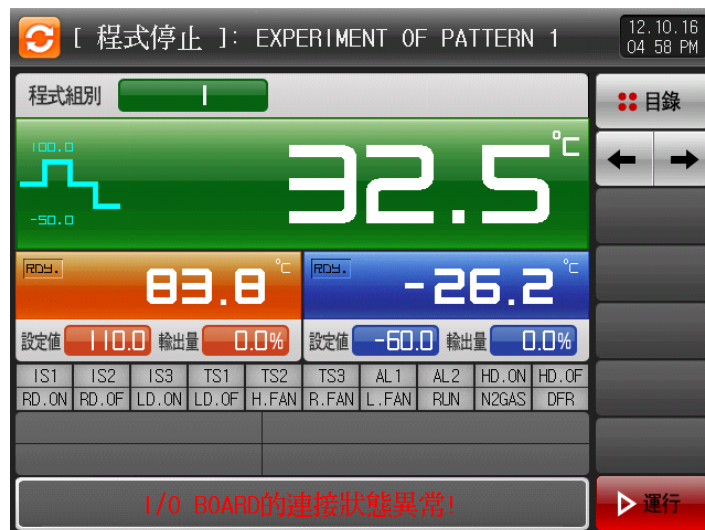 [ 程式停止 ]: EXPERIMENT OF PATTERN 1
12.10.16
04 58 PM
程式組別 1
目錄
100.0
-50.0
32.5 °C
RDY. 83.8 °C
RDY. -26.2 °C
設定値 110.0 輸出量 0.0%
設定値 -60.0 輸出量 0.0%
IS1 IS2 IS3 TS1 TS2 TS3 AL1 AL2 HD.ON HD.OF
RD.ON RD.OF LD.ON LD.OF H.FAN R.FAN L.FAN RUN N2GAS DFR
I/O BOARD的連接狀態異常!
運行